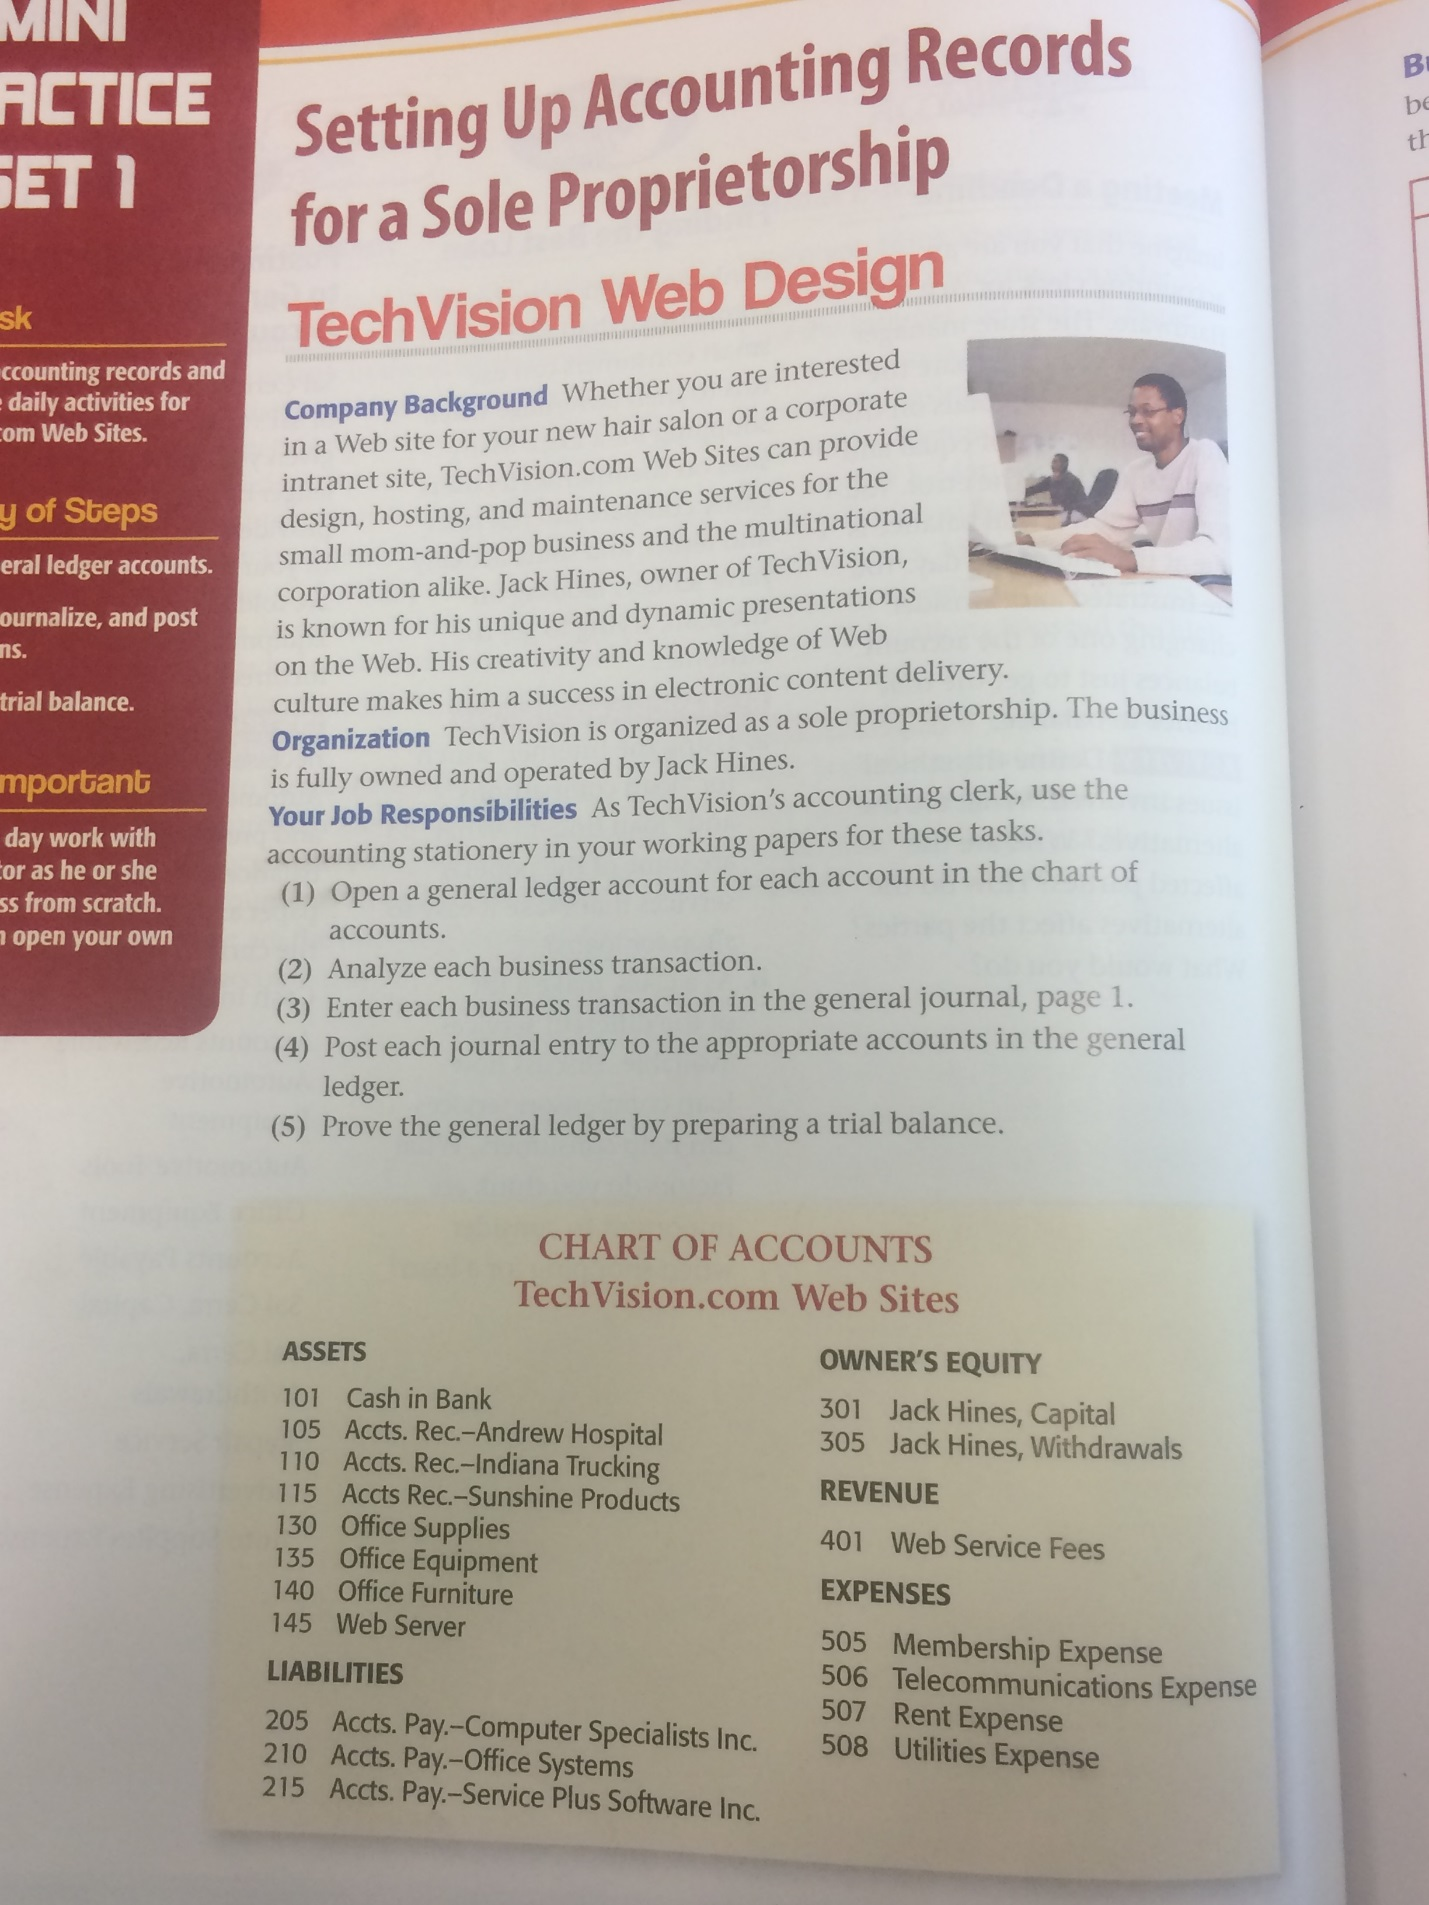 MINI
SET 1
accounting records and
daily activities for
com Web Sites.
y of Steps
ledger accounts.
journalize, and post
trial balance.
Important
day work with
as he or she
from scratch.
open your own
Setting Up Accounting Records
for a Sole Proprietorship
TechVision Web Design
Company Background Whether you are interested
in a Web site for your new hair salon or a corporate
intranet site, TechVision.com Web Sites can provide
design, hosting, and maintenance services for the
small mom-and-pop business and the multinational
corporation alike. Jack Hines, owner of TechVision,
is known for his unique and dynamic presentations
on the Web. His creativity and knowledge of Web
culture makes him a success in electronic content delivery.
Organization TechVision is organized as a sole proprietorship. The business
is fully owned and operated by Jack Hines.
Your Job Responsibilities As TechVision's accounting clerk, use the
accounting stationery in your working papers for these tasks.
(1) Open a general ledger account for each account in the chart of
accounts.
(2) Analyze each business transaction.
(3) Enter each business transaction in the general journal, page 1.
(4) Post each journal entry to the appropriate accounts in the general
ledger.
(5) Prove the general ledger by preparing a trial balance.
CHART OF ACCOUNTS
TechVision.com Web Sites
ASSETS
101 Cash in Bank
105 Accts. Rec.–Andrew Hospital
110 Accts. Rec.–Indiana Trucking
115 Accts Rec.–Sunshine Products
130 Office Supplies
135 Office Equipment
140 Office Furniture
145 Web Server
LIABILITIES
205 Accts. Pay.–Computer Specialists Inc.
210 Accts. Pay.–Office Systems
215 Accts. Pay.–Service Plus Software Inc.
OWNER'S EQUITY
301 Jack Hines, Capital
305 Jack Hines, Withdrawals
REVENUE
401 Web Service Fees
EXPENSES
505 Membership Expense
506 Telecommunications Expense
507 Rent Expense
508 Utilities Expense